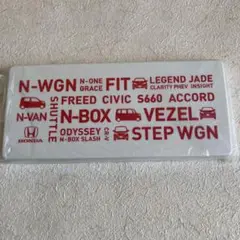 N-WGN N-ONE GRACE FIT LEGEND JADE
CLARITY PHEV INSIGHT
FREED CIVIC S660 ACCORD
N-VAN SHUTTLE N-BOX VEZEL
HONDA ODYSSEY CR-V STEP WGN
N-BOX SLASH